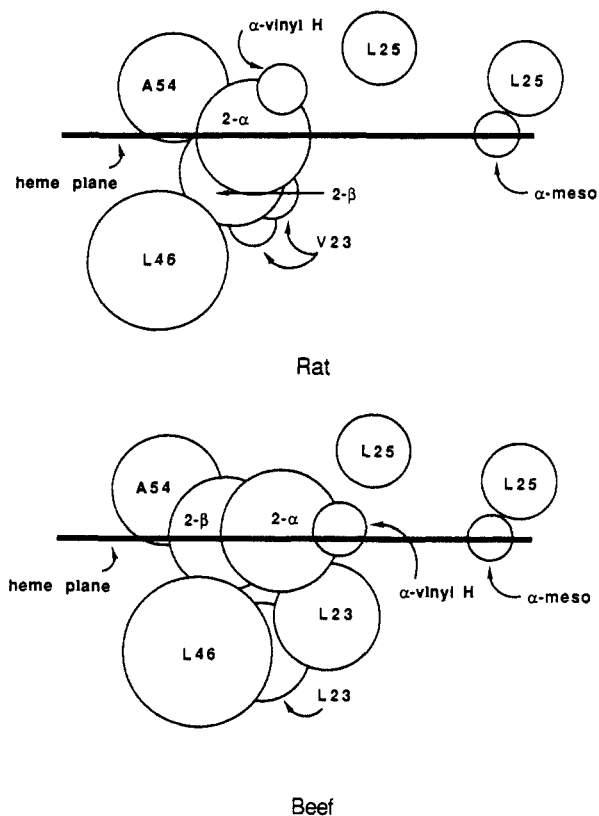 α-vinyl H
L25
L25
A54
2-α
heme plane
α-meso
2-β
V23
L46
Rat
L25
A54
L25
2-β
2-α
heme plane
α-vinyl H
α-meso
L23
L46
L23
Beef